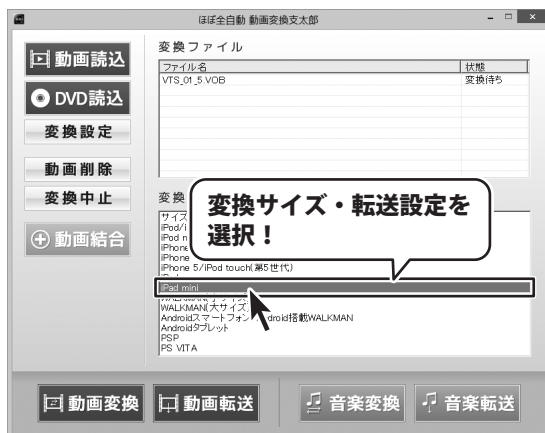 ほぼ全自動 動画変換支太郎
動画読込
DVD読込
変換設定
動画削除
変換中止
動画結合
変換ファイル
ファイル名 状態
VTS_01_5.VOB 変換待ち
変換
変換サイズ・転送設定を
選択！
サイズ
iPod/i
iPod n
iPhone
iPhone
iPhone 5/iPod touch(第5世代)
iPad mini
WALKMAN(大サイズ)
Androidスマートフォン
droid搭載WALKMAN
Androidタブレット
PSP
PS VITA
動画変換
動画転送
音楽変換
音楽転送